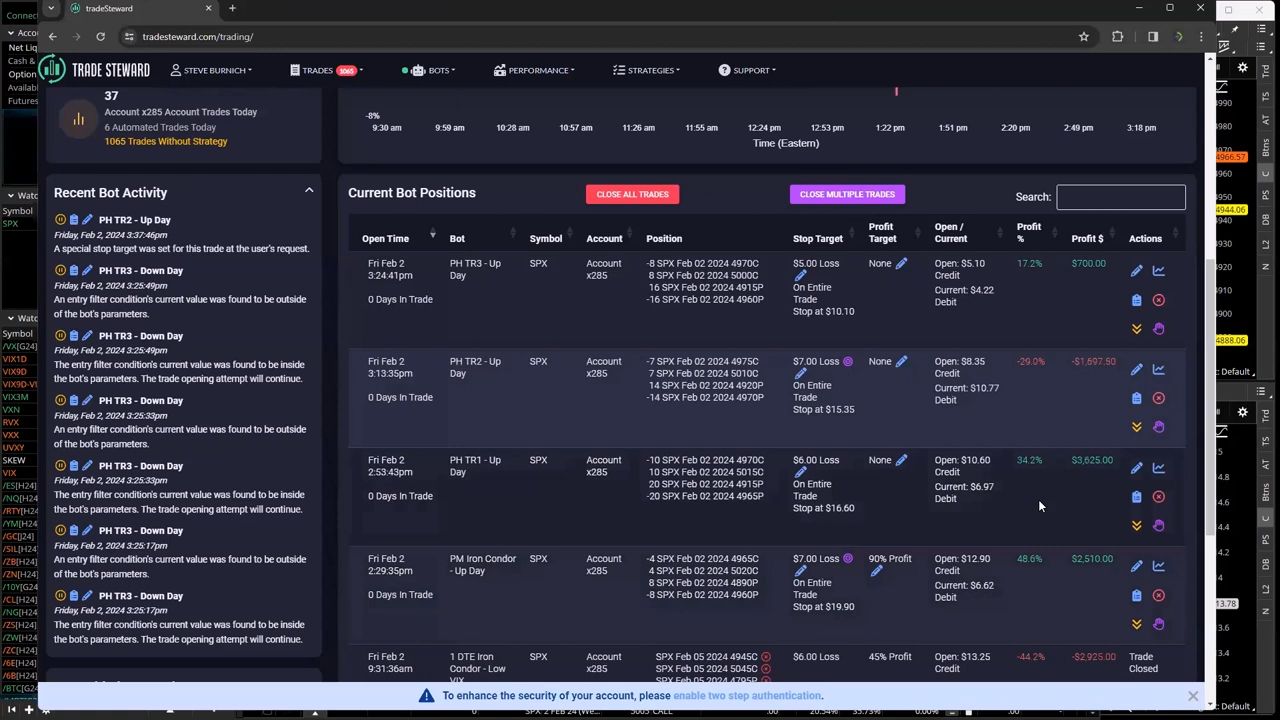 tradeSteward
tradesteward.com/trading/
TRADE STEWARD
STEVE BURNICH
TRADES 1065
BOTS
PERFORMANCE
STRATEGIES
SUPPORT
37
Account x285 Account Trades Today
6 Automated Trades Today
1065 Trades Without Strategy
-8%
9:30 am 9:59 am 10:28 am 10:57 am 11:26 am 11:55 am 12:24 pm 12:53 pm 1:22 pm 1:51 pm 2:20 pm 2:49 pm 3:18 pm
Time (Eastern)
Recent Bot Activity
PH TR2 - Up Day
Friday, Feb 2, 2024 3:37:46pm
A special stop target was set for this trade at the user's request.
PH TR3 - Down Day
Friday, Feb 2, 2024 3:25:49pm
An entry filter condition's current value was found to be outside
of the bot's parameters.
PH TR3 - Down Day
Friday, Feb 2, 2024 3:25:49pm
The entry filter condition's current value was found to be inside
the bot's parameters. The trade opening attempt will continue.
PH TR3 - Down Day
Friday, Feb 2, 2024 3:25:33pm
An entry filter condition's current value was found to be outside
of the bot's parameters.
PH TR3 - Down Day
Friday, Feb 2, 2024 3:25:33pm
The entry filter condition's current value was found to be inside
the bot's parameters. The trade opening attempt will continue.
PH TR3 - Down Day
Friday, Feb 2, 2024 3:25:17pm
An entry filter condition's current value was found to be outside
of the bot's parameters.
PH TR3 - Down Day
Friday, Feb 2, 2024 3:25:17pm
The entry filter condition's current value was found to be inside
the bot's parameters. The trade opening attempt will continue.
Current Bot Positions
CLOSE ALL TRADES
CLOSE MULTIPLE TRADES
Search:
Open Time Bot Symbol Account Position Stop Target Profit Target Open / Current Profit % Profit $ Actions
Fri Feb 2 PH TR3 - Up SPX Account -8 SPX Feb 02 2024 4970C $5.00 Loss None Open: $5.10 17.2% $700.00
3:24:41pm Day x285 8 SPX Feb 02 2024 5000C Credit
16 SPX Feb 02 2024 4915P On Entire Current: $4.22
0 Days In Trade -16 SPX Feb 02 2024 4960P Trade Debit
Stop at $10.10
Fri Feb 2 PH TR2 - Up SPX Account -7 SPX Feb 02 2024 4975C $7.00 Loss None Open: $8.35 -29.0% -$1,697.50
3:13:35pm Day x285 7 SPX Feb 02 2024 5010C Credit
14 SPX Feb 02 2024 4920P On Entire Current: $10.77
0 Days In Trade -14 SPX Feb 02 2024 4970P Trade Debit
Stop at $15.35
Fri Feb 2 PH TR1 - Up SPX Account -10 SPX Feb 02 2024 4970C $6.00 Loss None Open: $10.60 34.2% $3,625.00
2:53:43pm Day x285 10 SPX Feb 02 2024 5015C Credit
20 SPX Feb 02 2024 4915P On Entire Current: $6.97
0 Days In Trade -20 SPX Feb 02 2024 4965P Trade Debit
Stop at $16.60
Fri Feb 2 PM Iron Condor SPX Account -4 SPX Feb 02 2024 4965C $7.00 Loss 90% Profit Open: $12.90 48.6% $2,510.00
2:29:35pm - Up Day x285 4 SPX Feb 02 2024 5020C Credit
8 SPX Feb 02 2024 4890P On Entire Current: $6.62
0 Days In Trade -8 SPX Feb 02 2024 4960P Trade Debit
Stop at $19.90
Fri Feb 2 1 DTE Iron SPX Account SPX Feb 05 2024 4945C $6.00 Loss 45% Profit Open: $13.25 -44.2% -$2,925.00 Trade
9:31:36am Condor - Low x285 SPX Feb 05 2024 5045C Credit Closed
To enhance the security of your account, please enable two step authentication.
Symbol
SPX
Symbol
/VX[G24]
VIX1D
VIX9D
VIX3M
VXN
RVX
VXX
UVXY
SKEW
VIX
4966.57
4944.06
4888.06
13.78